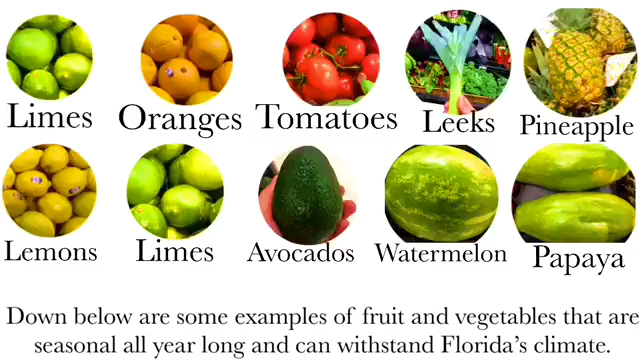 Limes
Oranges
Tomatoes
Leeks
Pineapple
Lemons
Limes
Avocados
Watermelon
Papaya
Down below are some examples of fruit and vegetables that are
seasonal all year long and can withstand Florida's climate.